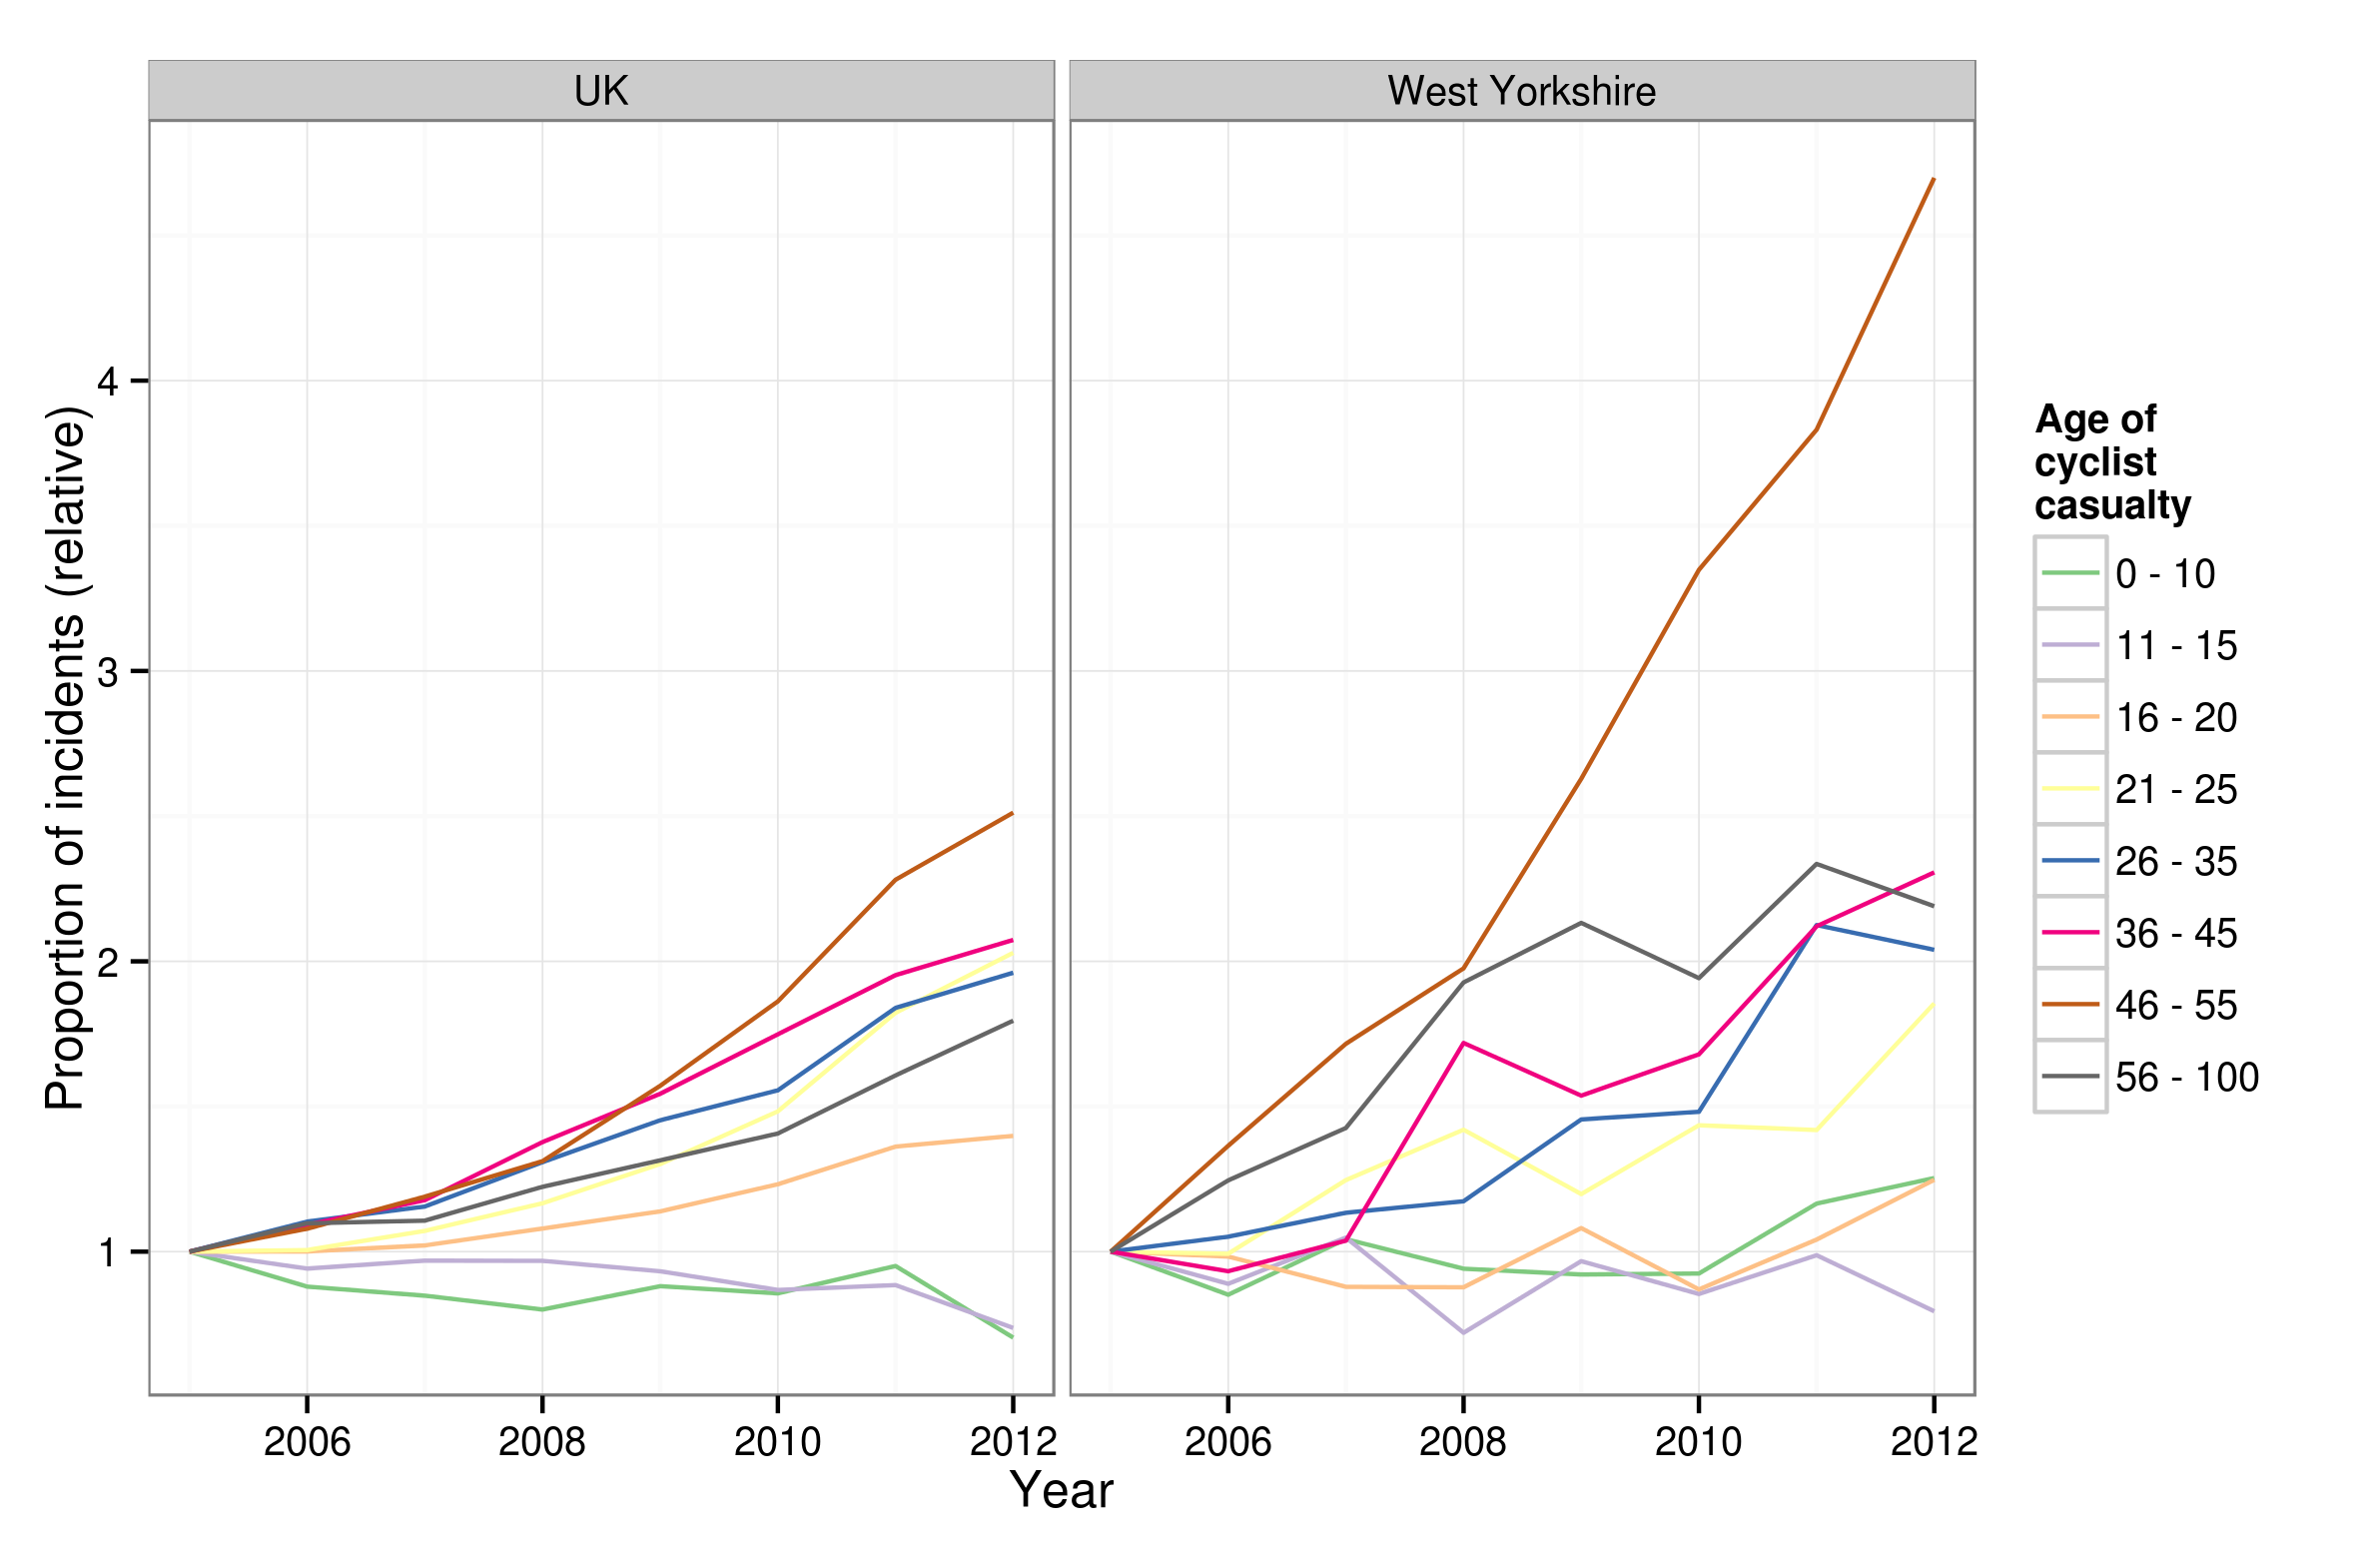 UK
West Yorkshire
Proportion of incidents (relative)
4
3
2
1
2006
2008
2010
2012
2006
2008
2010
2012
Year
Age of
cyclist
casualty
0 - 10
11 - 15
16 - 20
21 - 25
26 - 35
36 - 45
46 - 55
56 - 100